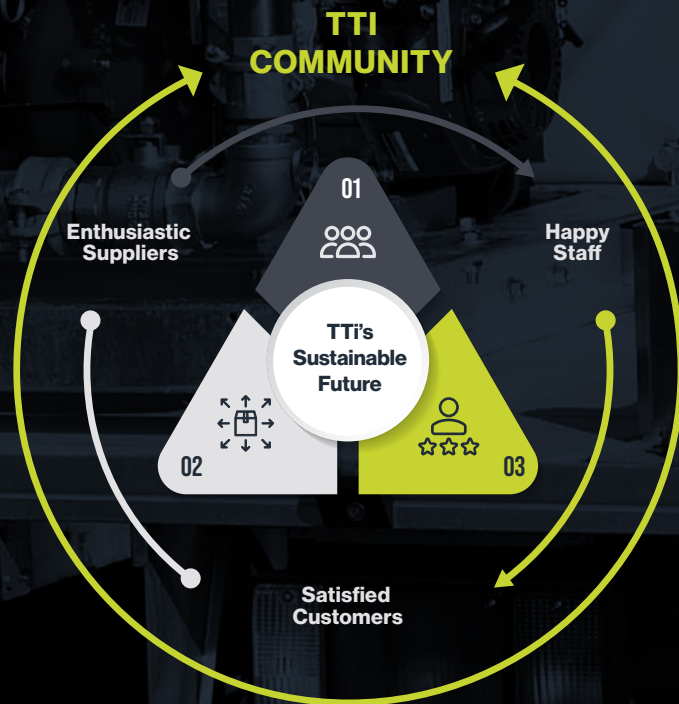 TTI
COMMUNITY
01
Enthusiastic
Suppliers
Happy
Staff
TTi's
Sustainable
Future
02
03
Satisfied
Customers